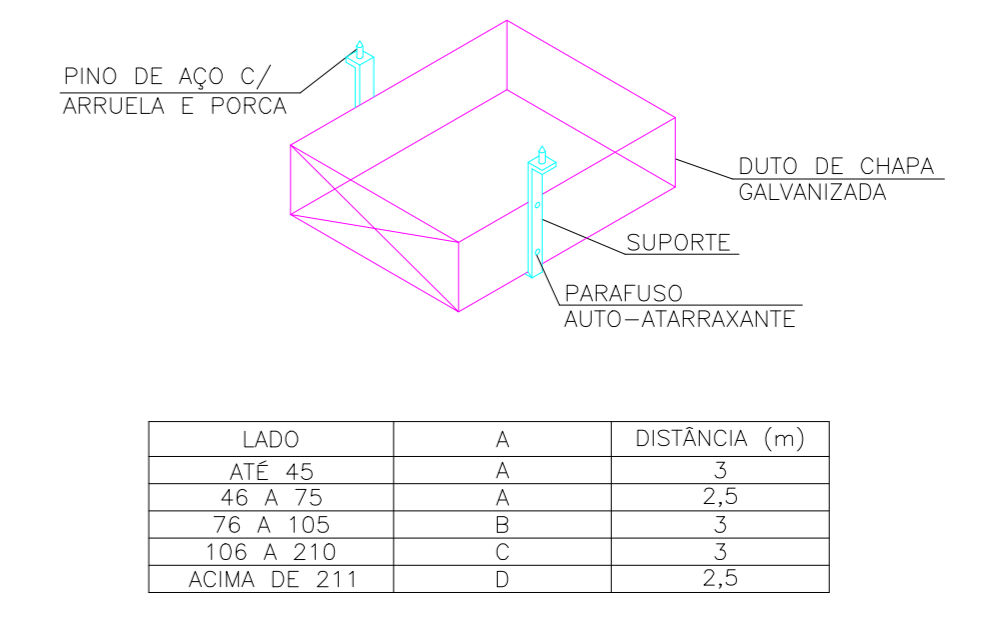 PINO DE AÇO C/
ARRUELA E PORCA
DUTO DE CHAPA
GALVANIZADA
SUPORTE
PARAFUSO
AUTO-ATARRAXANTE
LADO A DISTÂNCIA (m)
ATÉ 45 A 3
46 A 75 A 2,5
76 A 105 B 3
106 A 210 C 3
ACIMA DE 211 D 2,5